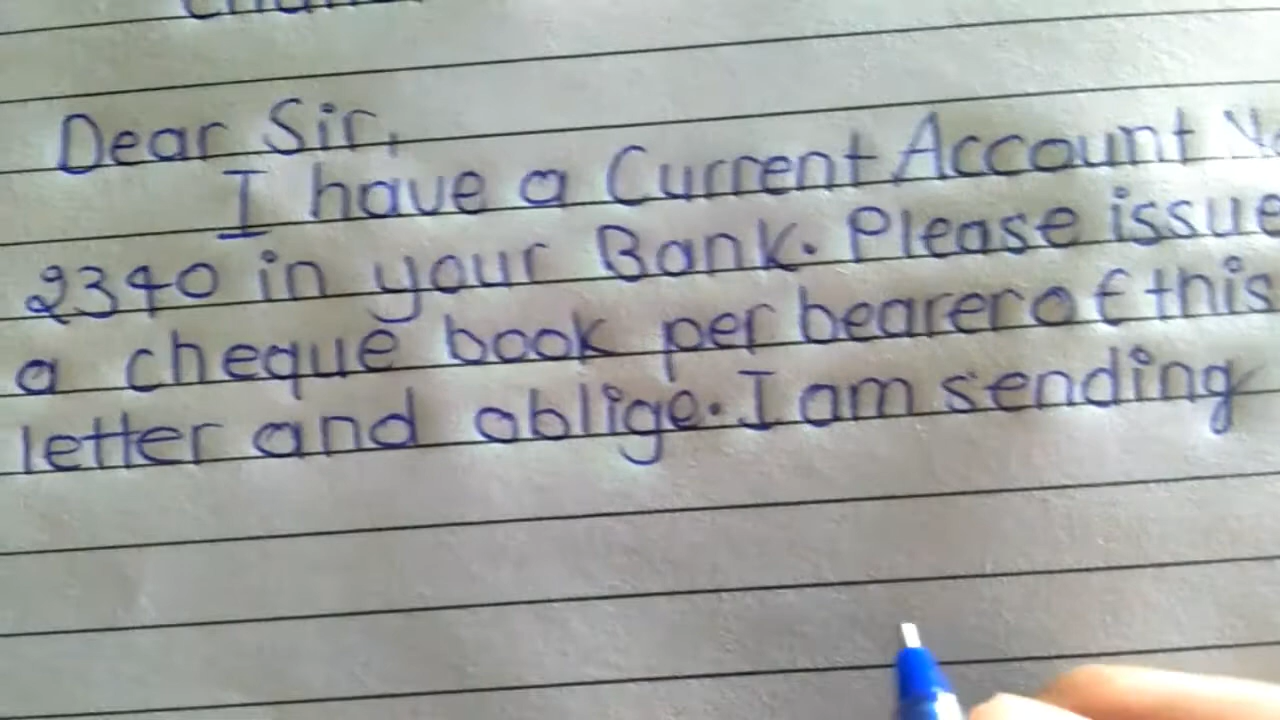 Dear Sir,
I have a Current Account
2340 in your Bank. Please issue
a cheque book per bearer of this
letter and oblige. I am sending